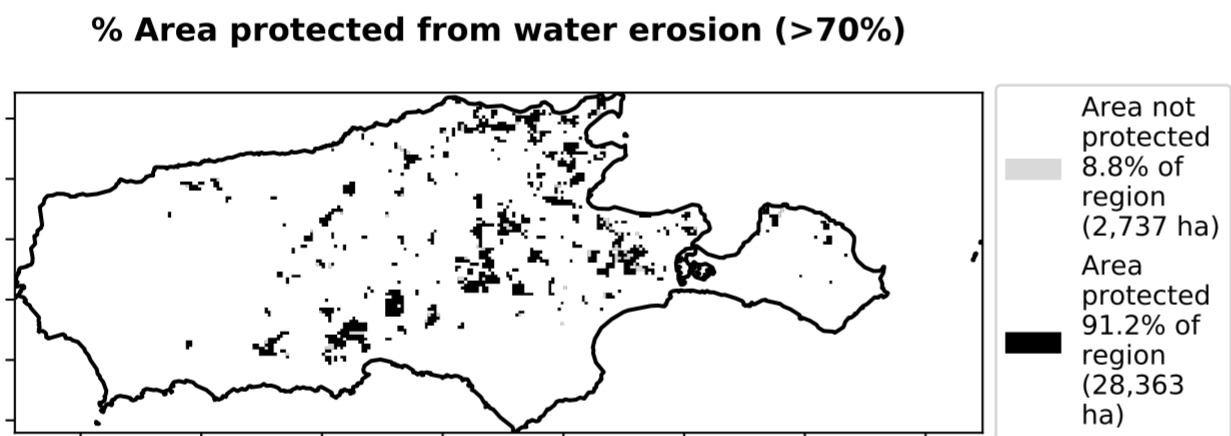 % Area protected from water erosion (>70%)
Area not
protected
8.8% of
region
(2,737 ha)
Area
protected
91.2% of
region
(28,363
ha)